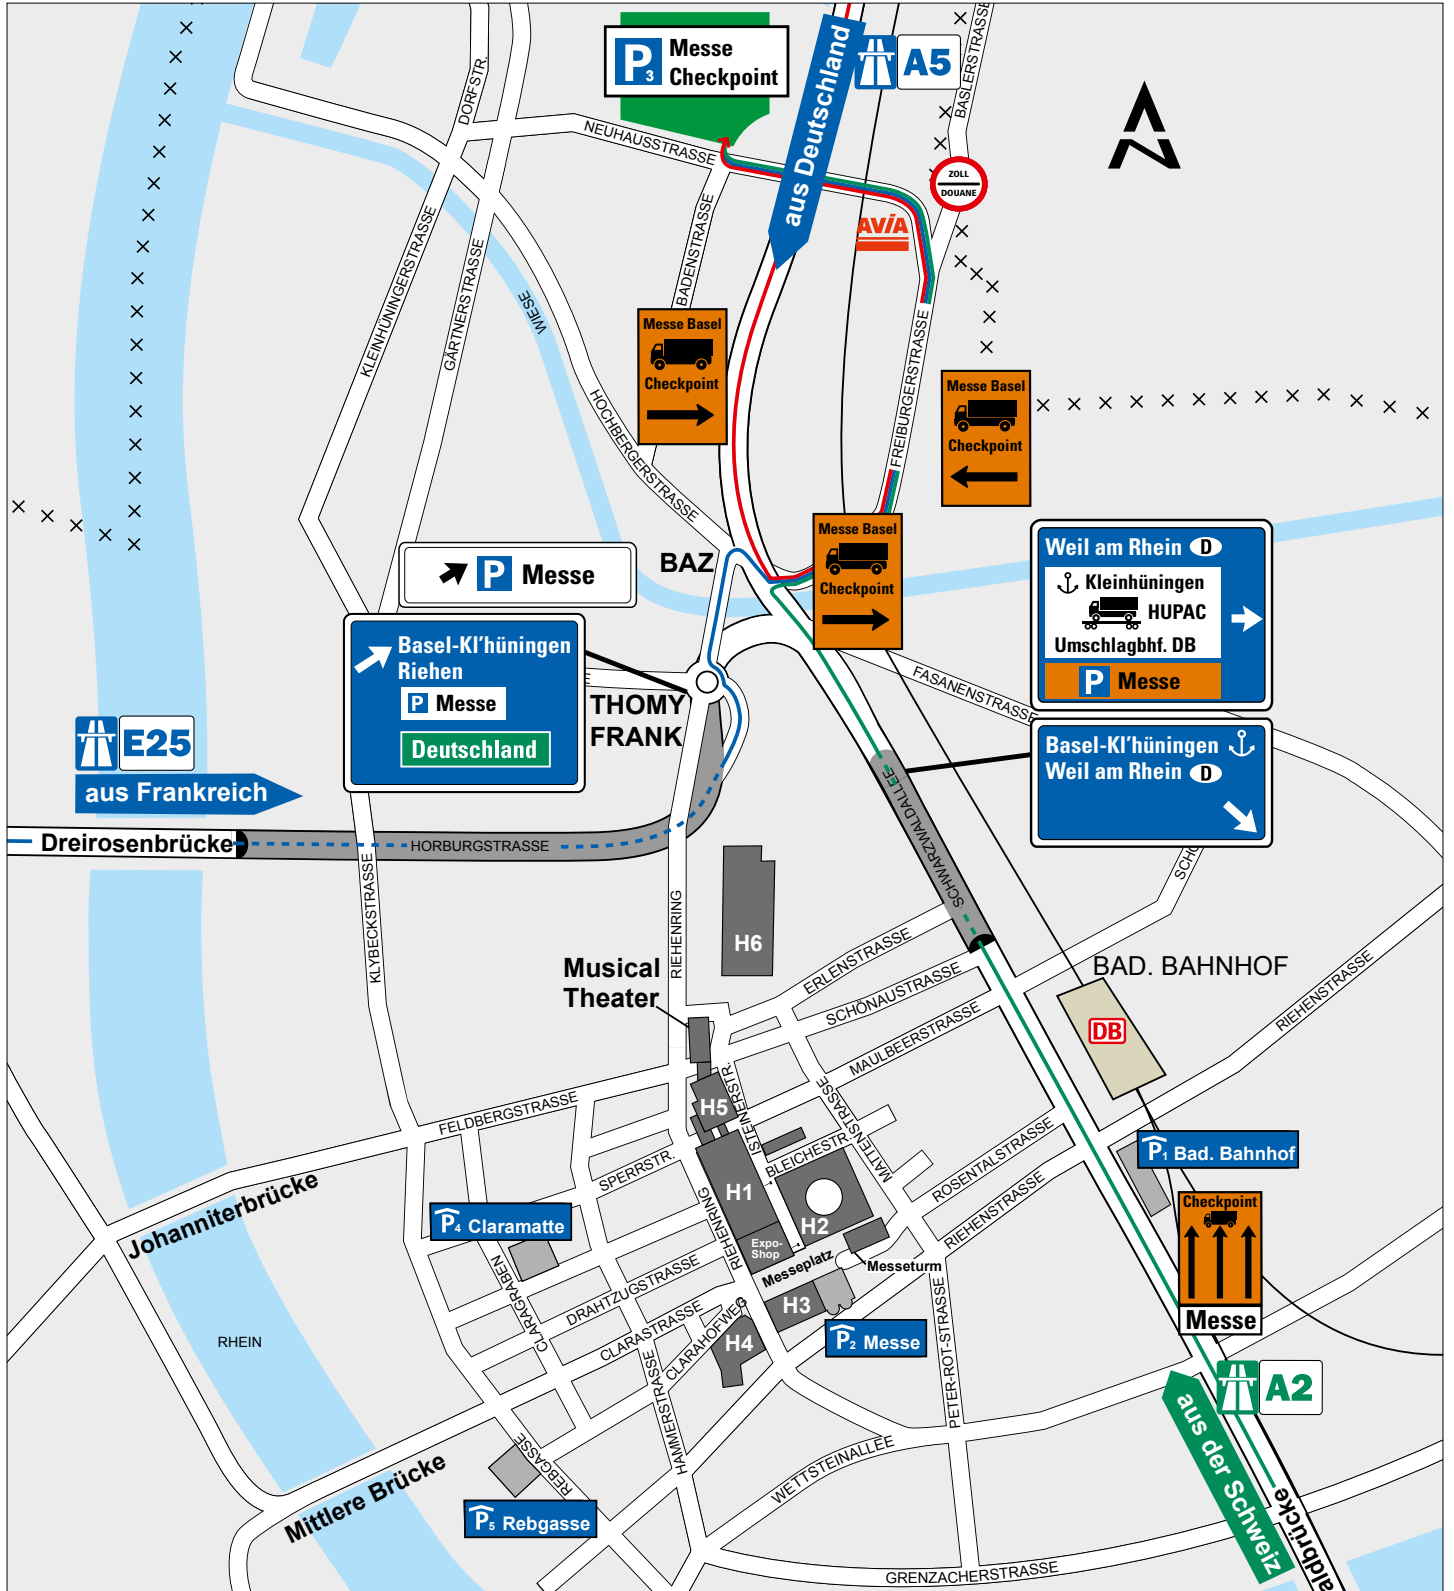 P3 Messe
Checkpoint
aus Deutschland
A5
BASLERSTRASSE
ZOLL
DOUANE
DORFSTR.
NEUHAUSSTRASSE
AVIA
KLEINHÜNINGERSTRASSE
GÄRTNERSTRASSE
WIESE
BADENSTRASSE
HOCHBERGERSTRASSE
FREIBURGERSTRASSE
Messe Basel
Checkpoint
Messe Basel
Checkpoint
Messe Basel
Checkpoint
BAZ
P Messe
Basel-Kl'hüningen
Riehen
P Messe
Deutschland
THOMY
FRANK
Weil am Rhein D
Kleinhüningen
HUPAC
Umschlagbhf. DB
P Messe
Basel-Kl'hüningen
Weil am Rhein D
FASANENSTRASSE
SCHWARZWALDALLEE
E25
aus Frankreich
Dreirosenbrücke
HORBURGSTRASSE
KLYBECKSTRASSE
RIEHENRING
H6
Musical
Theater
ERLENSTRASSE
SCHÖNAUSTRASSE
MAULBEERSTRASSE
BAD. BAHNHOF
DB
RIEHENSTRASSE
FELDBERGSTRASSE
ISTEINERSTR.
MATTENSTRASSE
H5
SPERRSTR.
BLEICHESTR.
H1
H2
ROSENTALSTRASSE
RIEHENSTRASSE
P1 Bad. Bahnhof
Checkpoint
Messe
Johanniterbrücke
P4 Claramatte
RIEHENRING
Expo-
Shop
Messeplatz
Messeturm
CLARAGRABEN
DRAHTZUGSTRASSE
CLARASTRASSE
CLARAHOFWEG
H3
H4
P2 Messe
PETER-ROT-STRASSE
RHEIN
HAMMERSTRASSE
A2
aus der Schweiz
WETTSTEINALLEE
REBGASSE
Mittlere Brücke
P5 Rebgasse
GRENZACHERSTRASSE